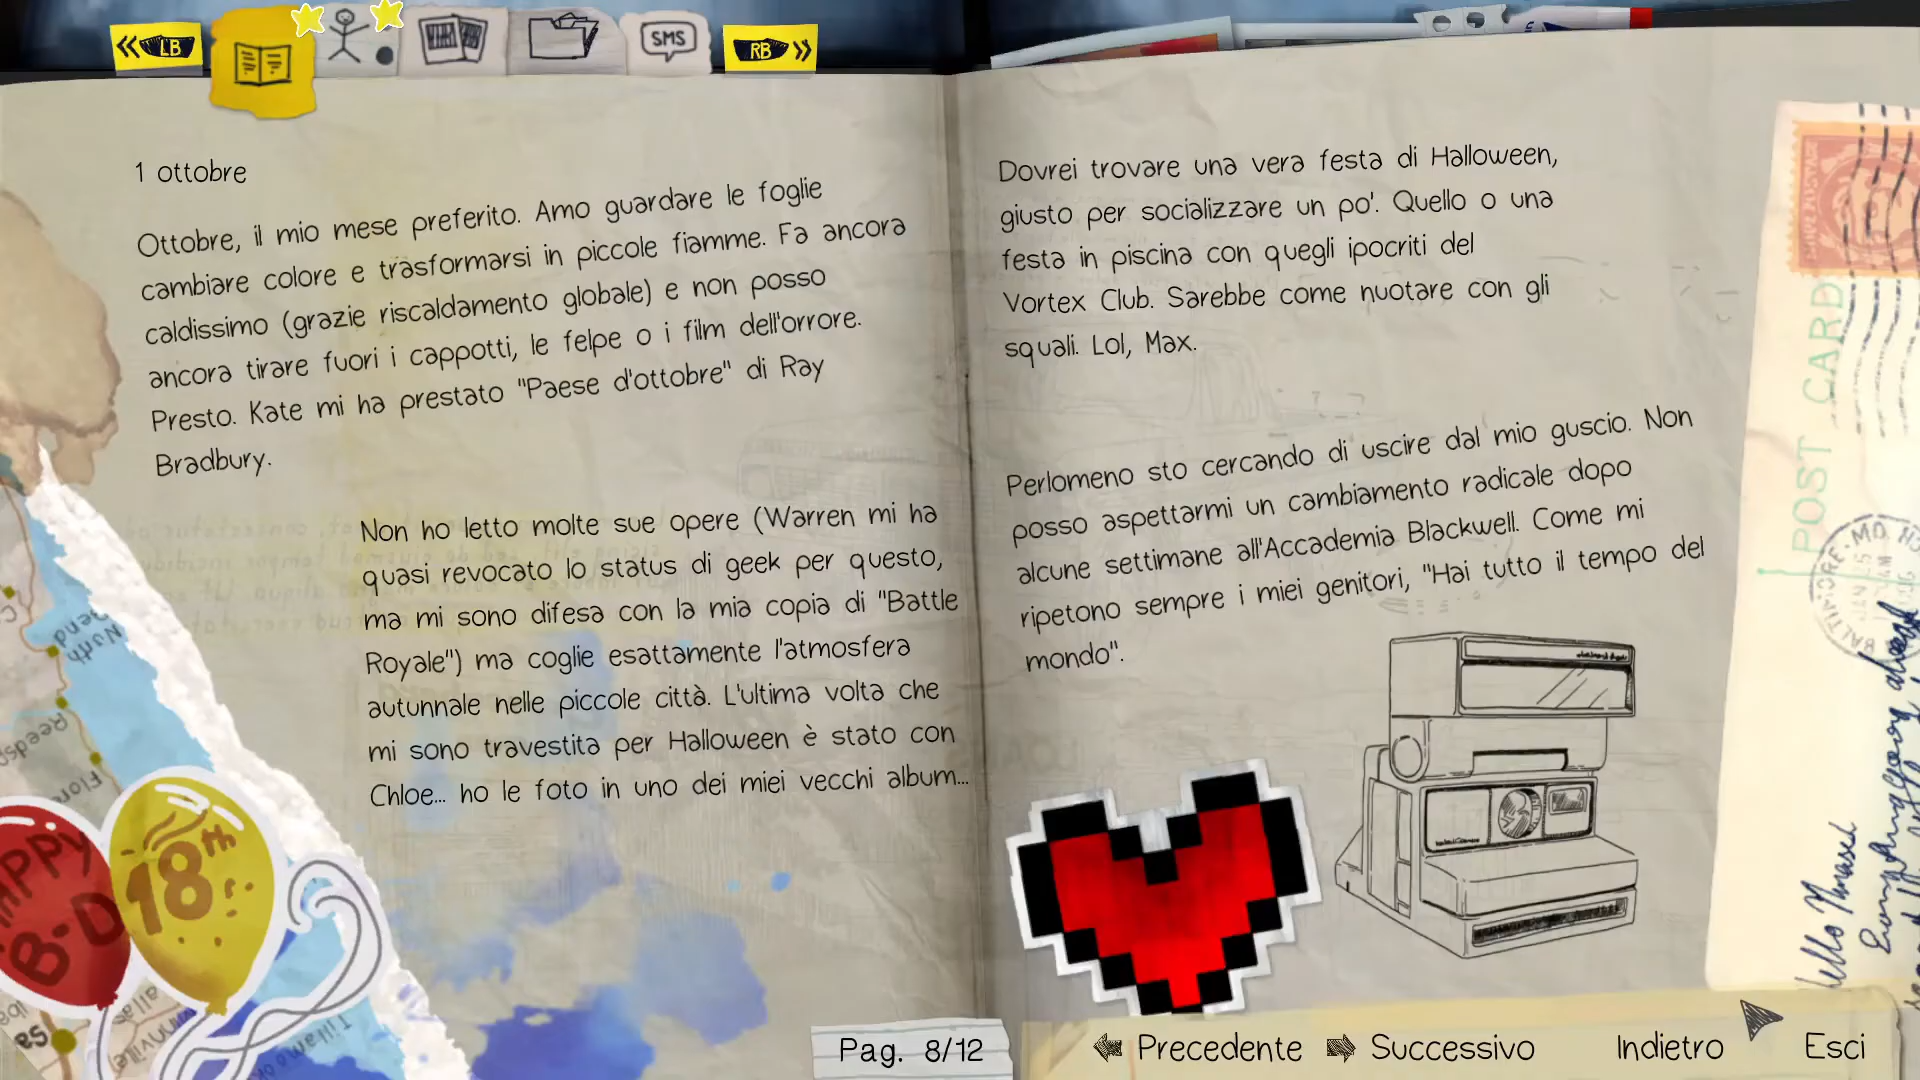 LB
SMS
RB
1 ottobre
Ottobre, il mio mese preferito. Amo guardare le foglie
cambiare colore e trasformarsi in piccole fiamme. Fa ancora
caldissimo (grazie riscaldamento globale) e non posso
ancora tirare fuori i cappotti, le felpe o i film dell'orrore.
Presto. Kate mi ha prestato "Paese d'ottobre" di Ray
Bradbury.
Non ho letto molte sue opere (Warren mi ha
quasi revocato lo status di geek per questo,
ma mi sono difesa con la mia copia di "Battle
Royale") ma coglie esattamente l'atmosfera
autunnale nelle piccole città. L'ultima volta che
mi sono travestita per Halloween è stato con
Chloe... ho le foto in uno dei miei vecchi album...
Dovrei trovare una vera festa di Halloween,
giusto per socializzare un po'. Quello o una
festa in piscina con quegli ipocriti del
Vortex Club. Sarebbe come nuotare con gli
squali. Lol, Max.
Perlomeno sto cercando di uscire dal mio guscio. Non
posso aspettarmi un cambiamento radicale dopo
alcune settimane all'Accademia Blackwell. Come mi
ripetono sempre i miei genitori, "Hai tutto il tempo del
mondo".
POST CARD
18th
Pag. 8/12
Precedente
Successivo
Indietro
Esci